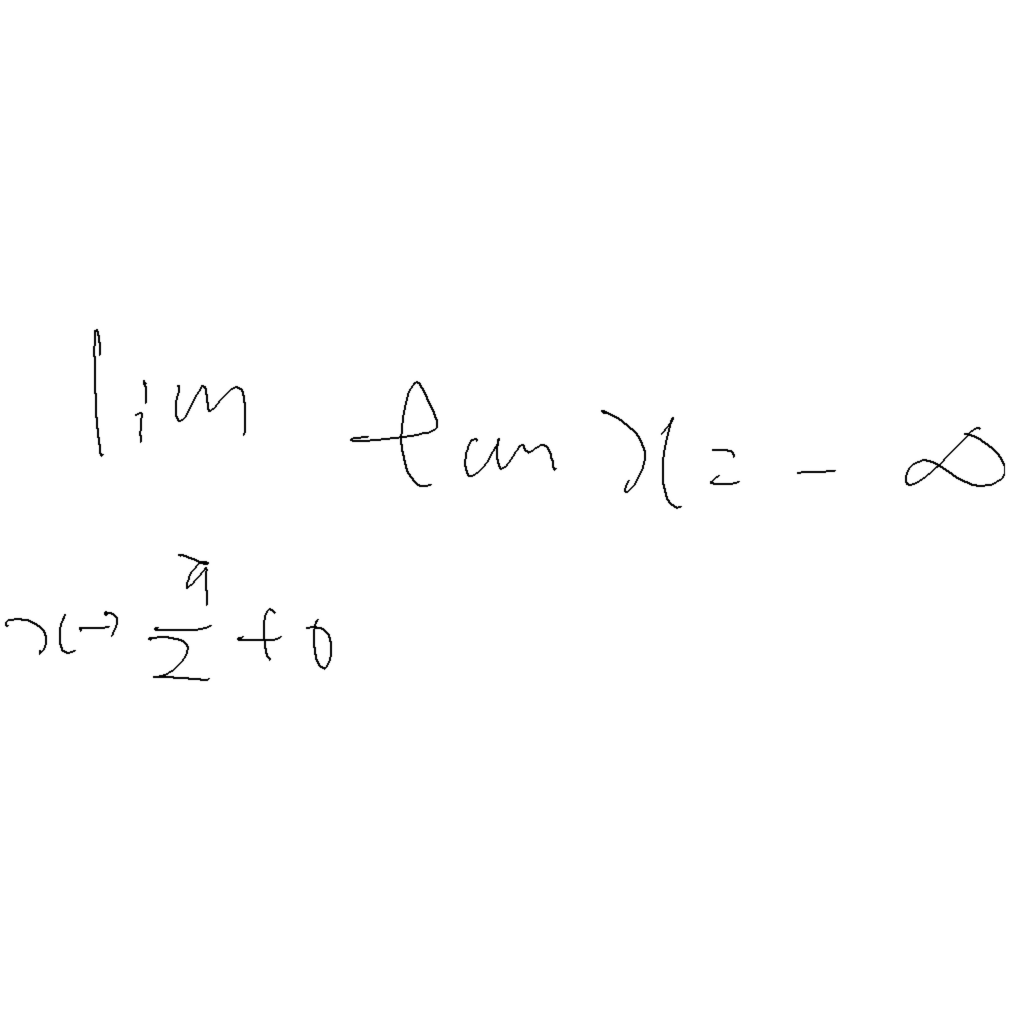 lim tan x = - ∞
x→ π/2 + 0